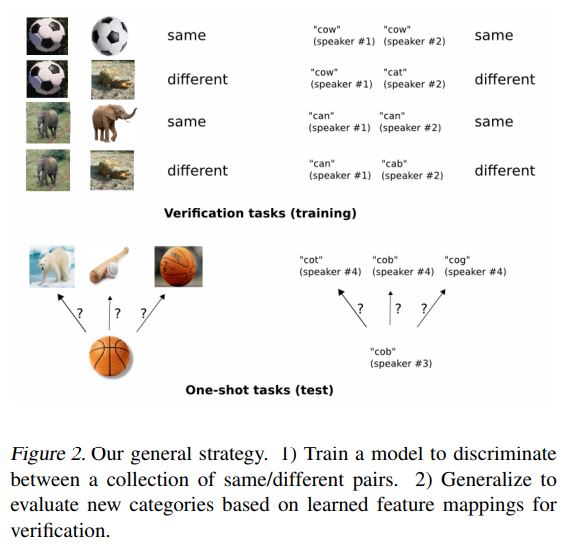 same "cow" "cow" same
(speaker #1) (speaker #2)
different "cow" "cat" different
(speaker #1) (speaker #2)
same "can" "can" same
(speaker #1) (speaker #2)
different "can" "cab" different
(speaker #1) (speaker #2)
Verification tasks (training)
"cot" "cob" "cog"
(speaker #4) (speaker #4) (speaker #4)
? ? ? ? ? ?
"cob"
(speaker #3)
One-shot tasks (test)
Figure 2. Our general strategy. 1) Train a model to discriminate
between a collection of same/different pairs. 2) Generalize to
evaluate new categories based on learned feature mappings for
verification.